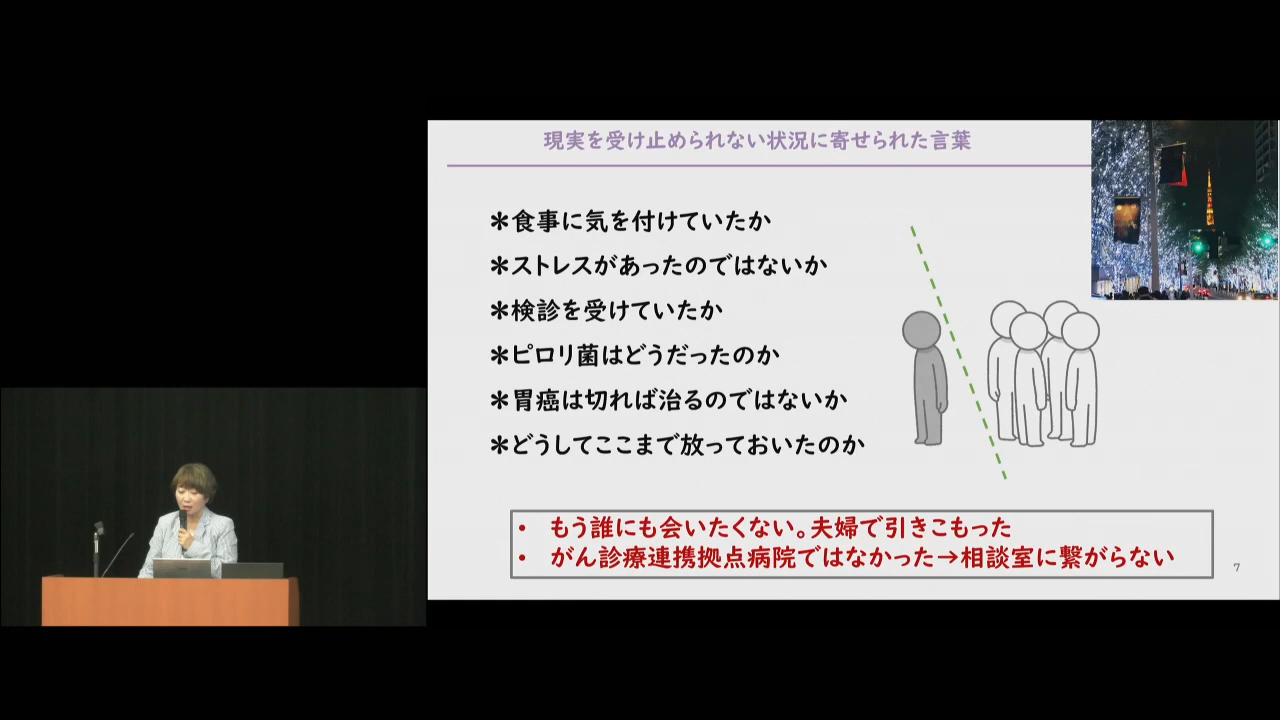 現実を受け止められない状況に寄せられた言葉
＊食事に気を付けていたか
＊ストレスがあったのではないか
＊検診を受けていたか
＊ピロリ菌はどうだったのか
＊胃癌は切れば治るのではないか
＊どうしてここまで放っておいたのか
• もう誰にも会いたくない。夫婦で引きこもった
• がん診療連携拠点病院ではなかった→相談室に繋がらない
7